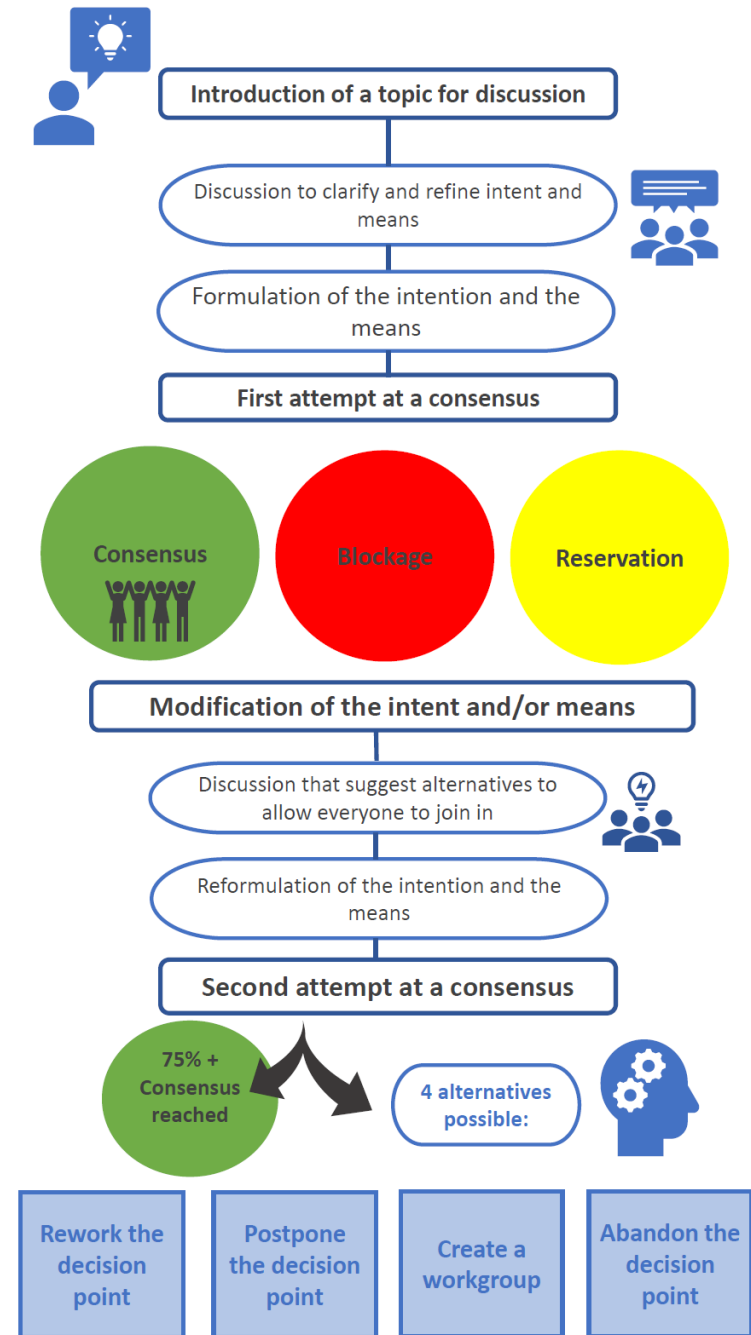 Introduction of a topic for discussion
Discussion to clarify and refine intent and
means
Formulation of the intention and the
means
First attempt at a consensus
Consensus
Blockage
Reservation
Modification of the intent and/or means
Discussion that suggest alternatives to
allow everyone to join in
Reformulation of the intention and the
means
Second attempt at a consensus
75% +
Consensus
reached
4 alternatives
possible:
Rework the
decision
point
Postpone
the decision
point
Create a
workgroup
Abandon the
decision
point